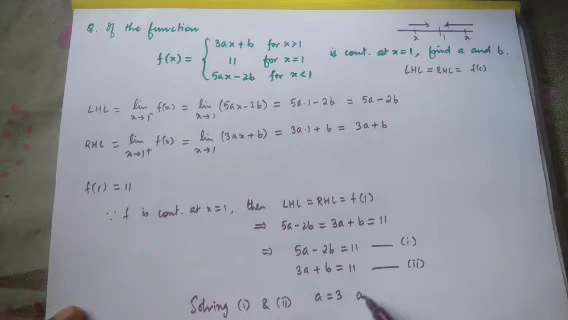 Q. If the function
f(x) = { 3ax+b for x>1
11 for x=1
5ax-2b for x<1
is cont. at x=1, find a and b.
x 1 x
LHL = RHL = f(c)
LHL = lim x→1⁻ f(x) = lim x→1 (5ax-2b) = 5a·1-2b = 5a-2b
RHL = lim x→1+ f(x) = lim x→1 (3ax+b) = 3a·1+b = 3a+b
f(1) = 11
∵ f is cont. at x=1, then LHL = RHL = f(1)
⇒ 5a-2b = 3a+b = 11
⇒ 5a-2b = 11 —— (i)
3a+b = 11 —— (ii)
Solving (i) & (ii) a=3 a